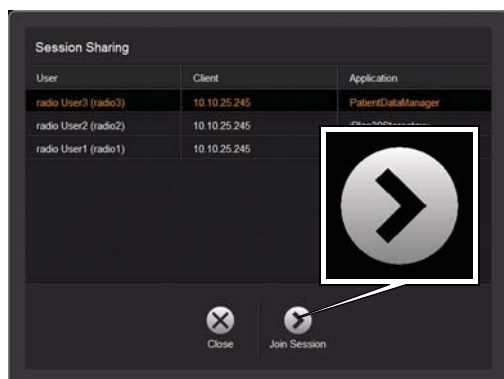 Session Sharing
User Client Application
radio User3 (radio3) 10.10.25.245 PatientDataManager
radio User2 (radio2) 10.10.25.245
radio User1 (radio1) 10.10.25.245
Close Join Session